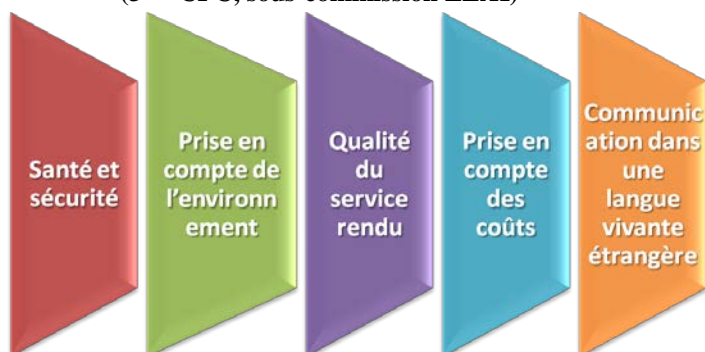 Santé et
sécurité
Prise en
compte de
l'environn
ement
Qualité
du
service
rendu
Prise en
compte
des
coûts
Communic
ation dans
une
langue
vivante
étrangère